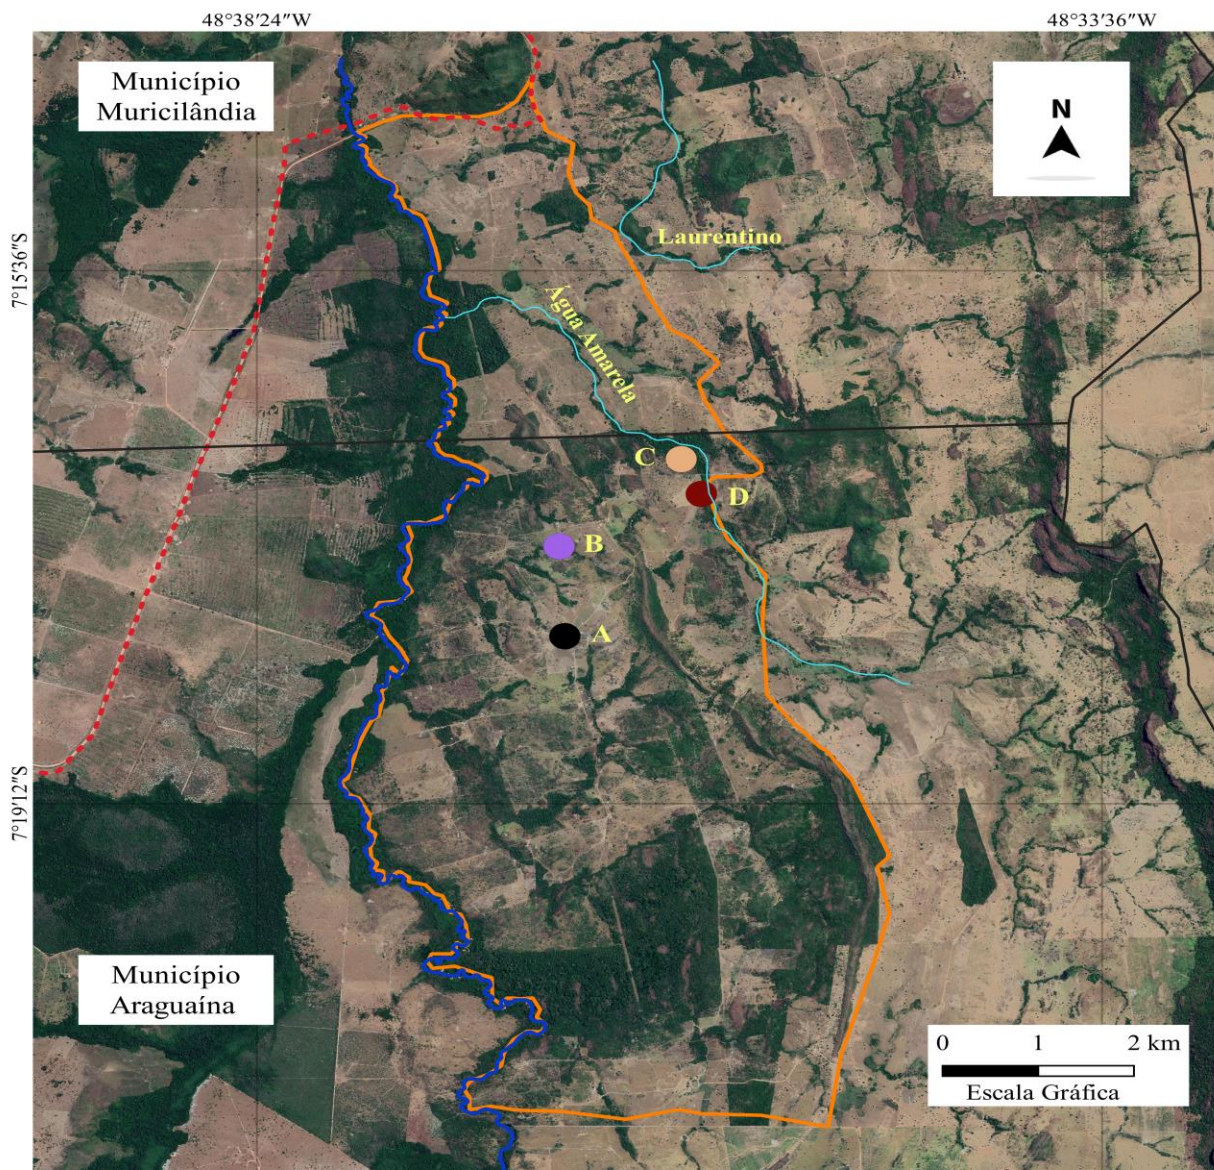 48°38'24"W
48°33'36"W
Município
Muricilândia
N
Laurentino
7°15'36"S
Água Amarela
C
D
B
A
7°19'12"S
Município
Araguaína
0 1 2 km
Escala Gráfica